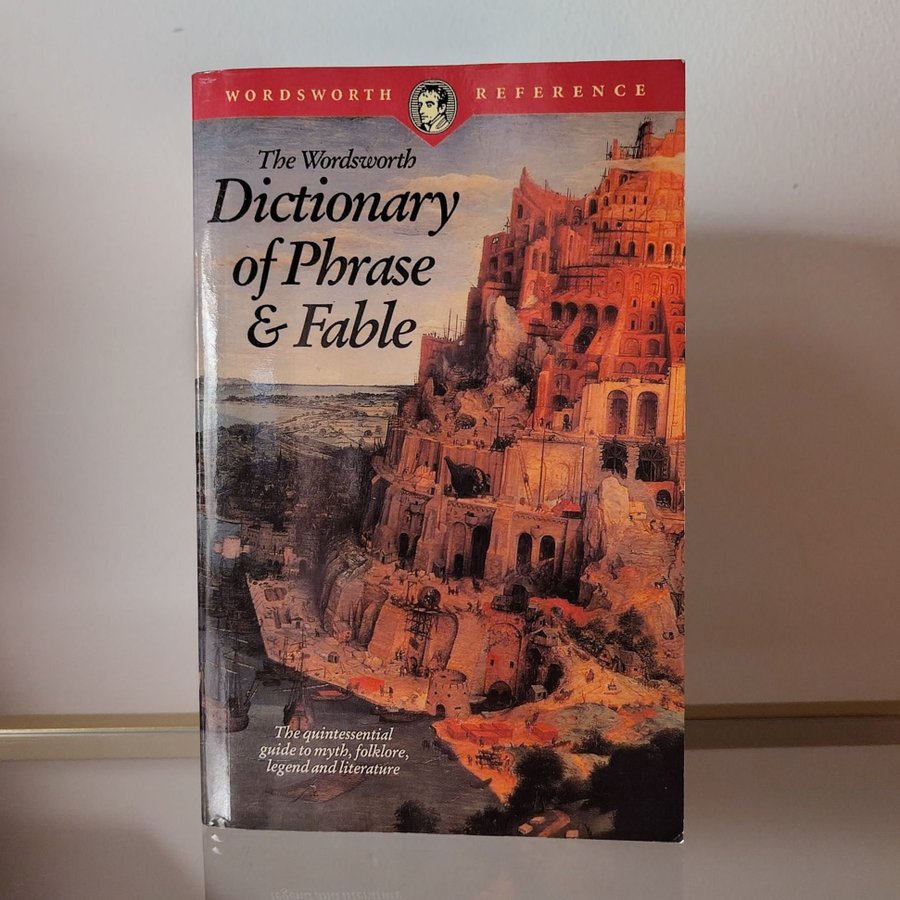 WORDSWORTH REFERENCE
The Wordsworth
Dictionary
of Phrase
& Fable
The quintessential
guide to myth, folklore,
legend and literature